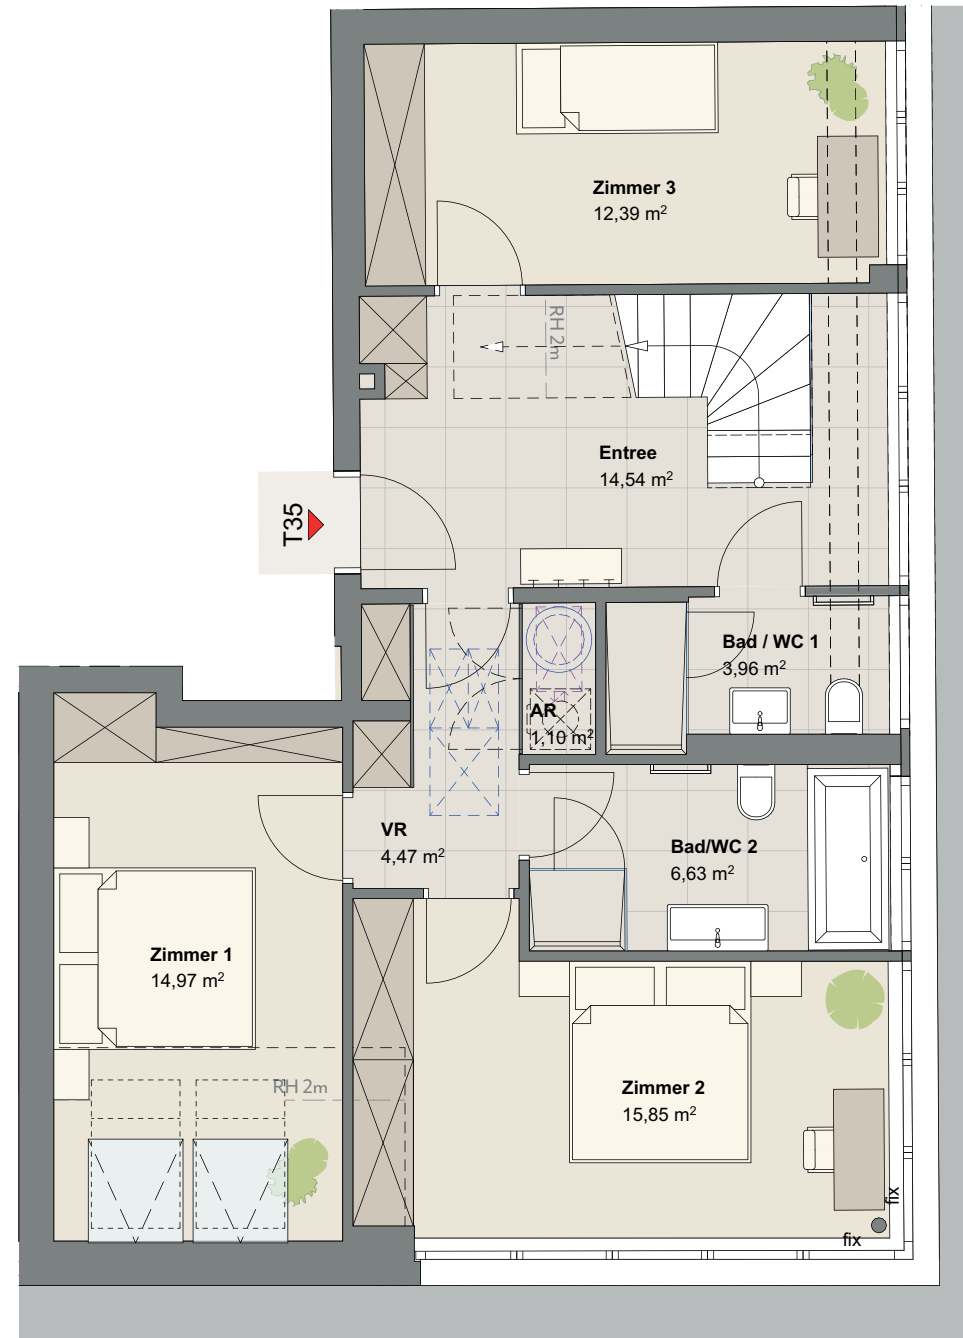 Zimmer 3
12,39 m²
RH 2m
Entree
14,54 m²
T35
Bad / WC 1
3,96 m²
AR
1,10 m²
VR
4,47 m²
Bad/WC 2
6,63 m²
Zimmer 1
14,97 m²
RH 2m
Zimmer 2
15,85 m²
fix
fix